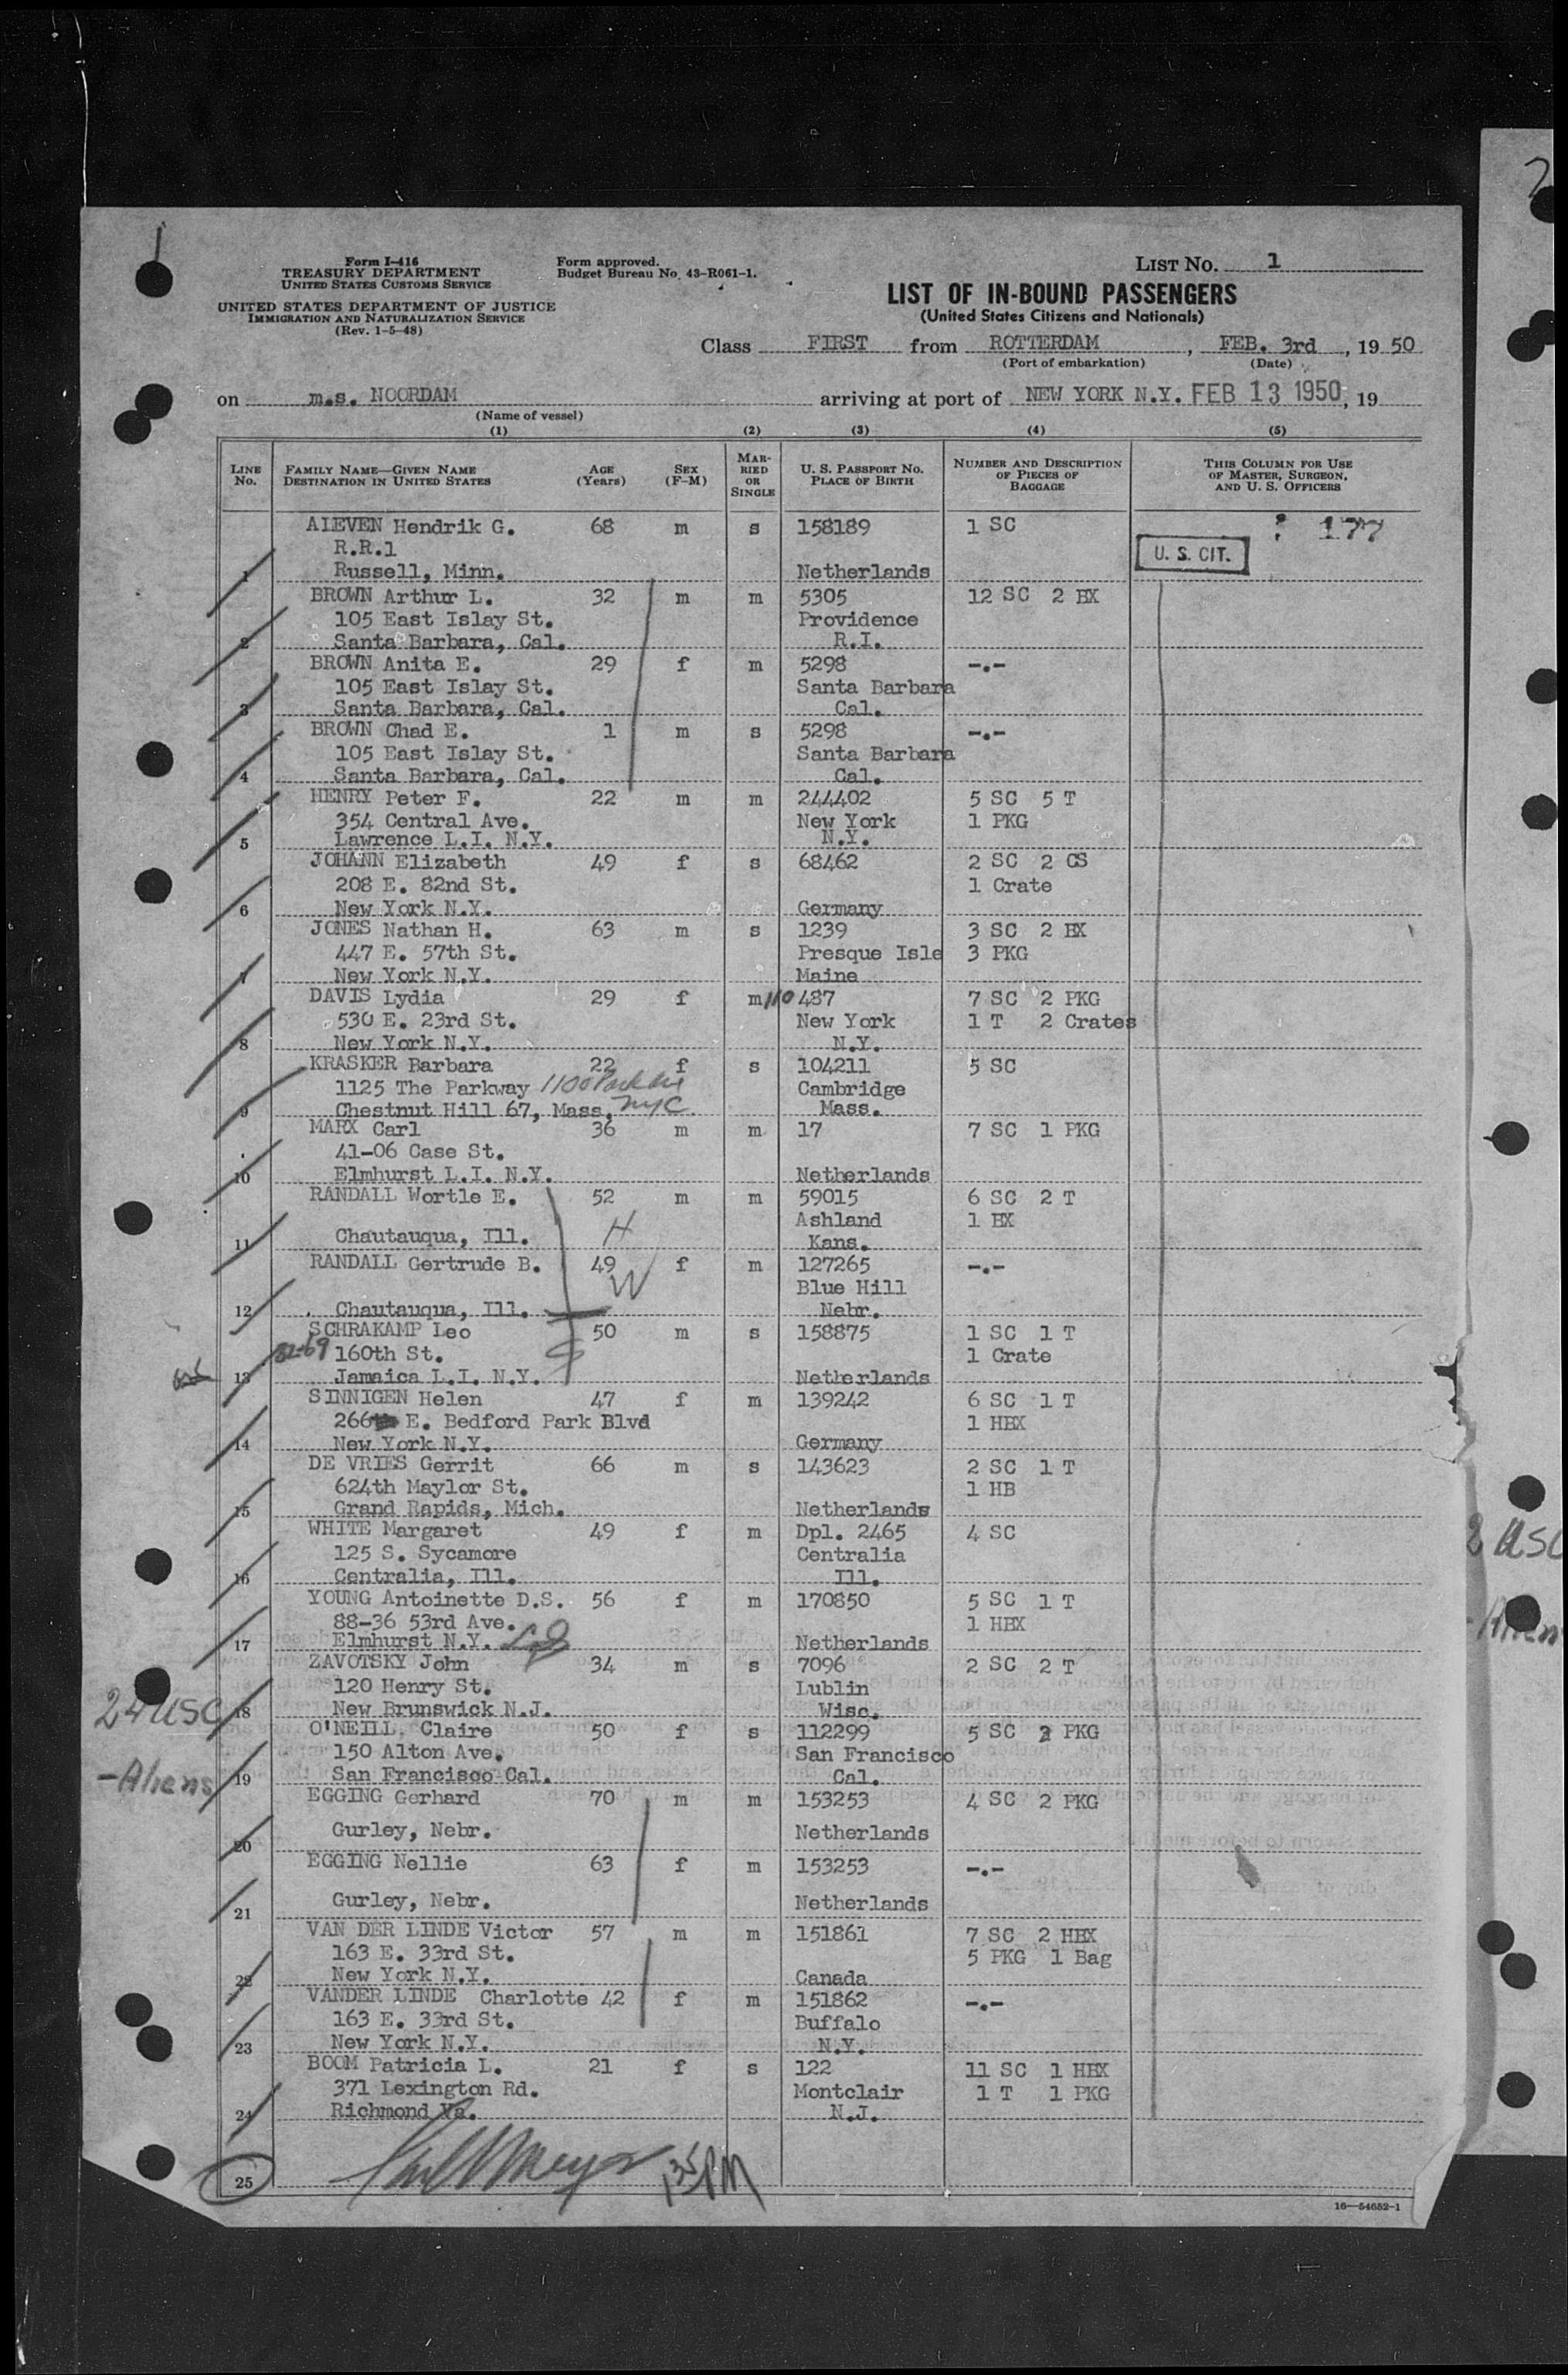 Form I-416
TREASURY DEPARTMENT
UNITED STATES CUSTOMS SERVICE
UNITED STATES DEPARTMENT OF JUSTICE
IMMIGRATION AND NATURALIZATION SERVICE
(Rev. 1-5-48)
Form approved.
Budget Bureau No. 43-R061-1.
LIST NO. 1
LIST OF IN-BOUND PASSENGERS
(United States Citizens and Nationals)
Class FIRST from ROTTERDAM, FEB. 3rd, 19 50
(Port of embarkation) (Date)
on m.s. NOORDAM arriving at port of NEW YORK N.Y. FEB 13 1950, 19
(Name of vessel)
(1) (2) (3) (4) (5)
LINE No. FAMILY NAME—GIVEN NAME DESTINATION IN UNITED STATES AGE (Years) SEX (F-M) MARRIED OR SINGLE U. S. PASSPORT NO. PLACE OF BIRTH NUMBER AND DESCRIPTION OF PIECES OF BAGGAGE THIS COLUMN FOR USE OF MASTER, SURGEON, AND U. S. OFFICERS
AIEVEN Hendrik G. 68 m s 158189 1 SC 177
R.R.1 U. S. CIT.
1 Russell, Minn. Netherlands
BROWN Arthur L. 32 m m 5305 12 SC 2 BX
105 East Islay St. Providence
2 Santa Barbara, Cal. R.I.
BROWN Anita E. 29 f m 5298 -.-
105 East Islay St. Santa Barbara
3 Santa Barbara, Cal. Cal.
BROWN Chad E. 1 m s 5298 -.-
105 East Islay St. Santa Barbara
4 Santa Barbara, Cal. Cal.
HENRY Peter F. 22 m m 244402 5 SC 5 T
354 Central Ave. New York 1 PKG
5 Lawrence L.I. N.Y. N.Y.
JOHANN Elizabeth 49 f s 68462 2 SC 2 CS
208 E. 82nd St. 1 Crate
6 New York N.Y. Germany
JONES Nathan H. 63 m s 1239 3 SC 2 BX
447 E. 57th St. Presque Isle 3 PKG
7 New York N.Y. Maine
DAVIS Lydia 29 f m 110 487 7 SC 2 PKG
530 E. 23rd St. New York 1 T 2 Crates
8 New York N.Y. N.Y.
KRASKER Barbara 22 f s 104211 5 SC
1125 The Parkway 1100 Park Ave Cambridge
9 Chestnut Hill 67, Mass. NYC Mass.
MARX Carl 36 m m 17 7 SC 1 PKG
41-06 Case St.
10 Elmhurst L.I. N.Y. Netherlands
RANDALL Wortle E. 52 m m 59015 6 SC 2 T
H Ashland 1 BX
11 Chautauqua, Ill. Kans.
RANDALL Gertrude B. 49 f m 127265 -.-
W Blue Hill
12 Chautauqua, Ill. Nebr.
SCHRAKAMP Leo 50 m s 158875 1 SC 1 T
82-69 160th St. S 1 Crate
13 Jamaica L.I. N.Y. Netherlands
SINNIGEN Helen 47 f m 139242 6 SC 1 T
266 E. Bedford Park Blvd 1 HBX
14 New York N.Y. Germany
DE VRIES Gerrit 66 m s 143623 2 SC 1 T
624th Maylor St. 1 HB
15 Grand Rapids, Mich. Netherlands
WHITE Margaret 49 f m Dpl. 2465 4 SC
125 S. Sycamore Centralia
16 Centralia, Ill. Ill.
YOUNG Antoinette D.S. 56 f m 170850 5 SC 1 T
88-36 53rd Ave. 1 HBX
17 Elmhurst N.Y. Netherlands
ZAVOTSKY John 34 m s 7096 2 SC 2 T
120 Henry St. Lublin
24 USC 18 New Brunswick N.J. Wisc.
O'NEILL. Claire 50 f s 112299 5 SC 2 PKG
150 Alton Ave. San Francisco
- Aliens 19 San Francisco Cal. Cal.
EGGING Gerhard 70 m m 153253 4 SC 2 PKG
20 Gurley, Nebr. Netherlands
EGGING Nellie 63 f m 153253 -.-
21 Gurley, Nebr. Netherlands
VAN DER LINDE Victor 57 m m 151861 7 SC 2 HBX
163 E. 33rd St. 5 PKG 1 Bag
22 New York N.Y. Canada
VANDER LINDE Charlotte 42 f m 151862 -.-
163 E. 33rd St. Buffalo
23 New York N.Y. N.Y.
BOOM Patricia L. 21 f s 122 11 SC 1 HBX
371 Lexington Rd. Montclair 1 T 1 PKG
24 Richmond Va. N.J.
25
16—54652-1
2
8 USC
- Alien